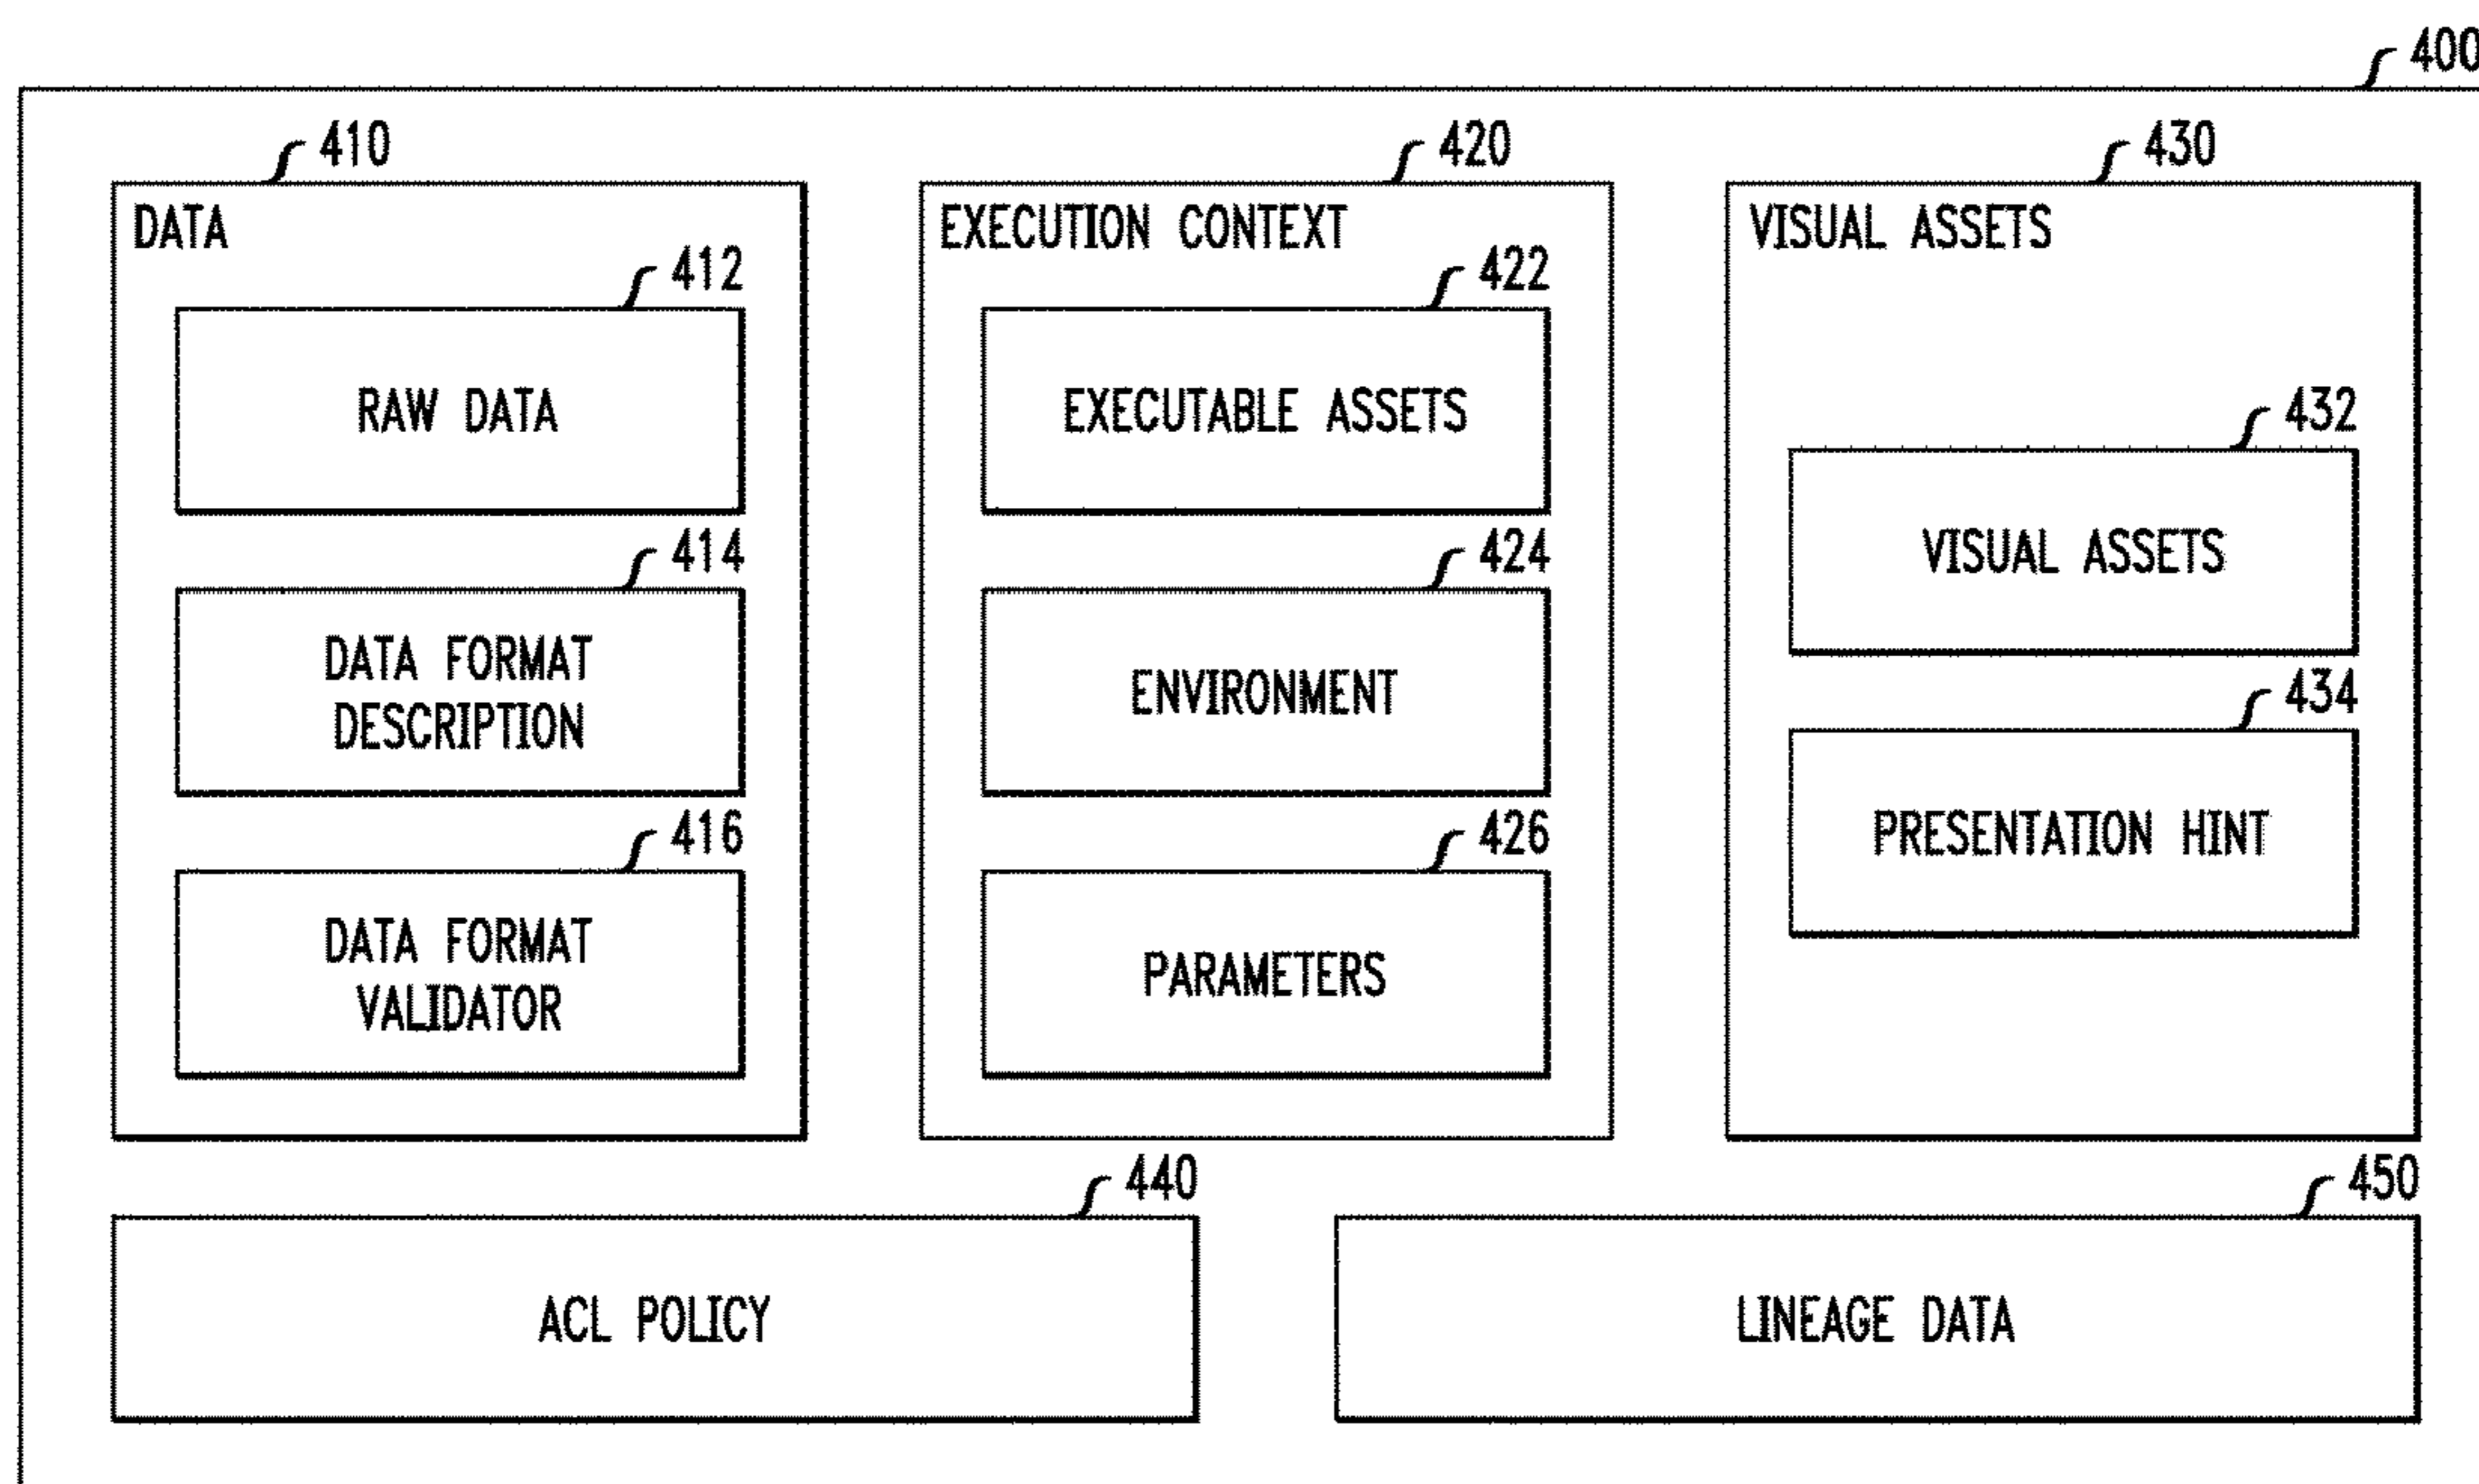 400
410
DATA
412
RAW DATA
414
DATA FORMAT
DESCRIPTION
416
DATA FORMAT
VALIDATOR
420
EXECUTION CONTEXT
422
EXECUTABLE ASSETS
424
ENVIRONMENT
426
PARAMETERS
430
VISUAL ASSETS
432
VISUAL ASSETS
434
PRESENTATION HINT
440
ACL POLICY
450
LINEAGE DATA